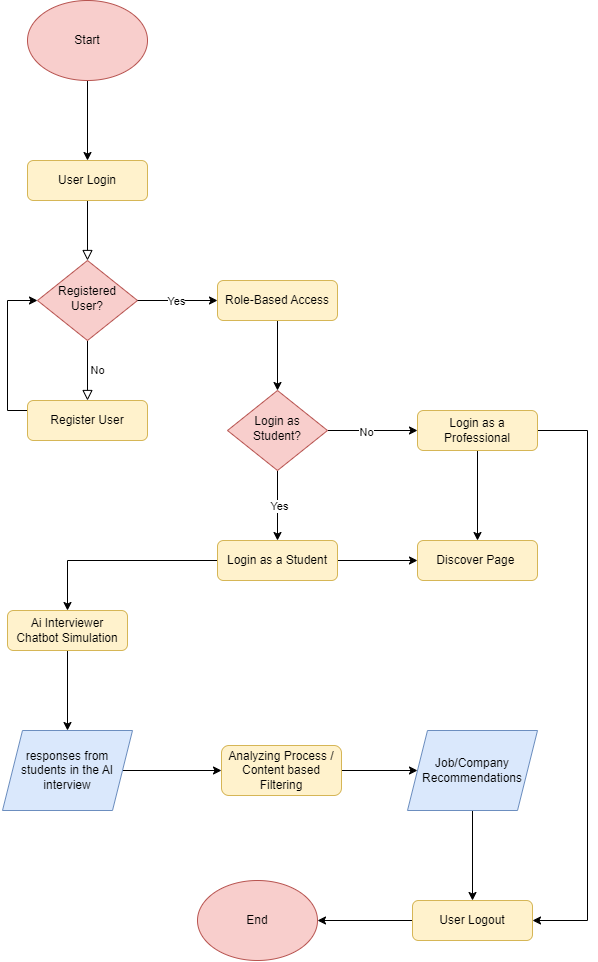 Start
User Login
Registered
User?
Yes
Role-Based Access
No
Register User
Login as
Student?
No
Login as a
Professional
Yes
Login as a Student
Discover Page
Ai Interviewer
Chatbot Simulation
responses from
students in the AI
interview
Analyzing Process /
Content based
Filtering
Job/Company
Recommendations
End
User Logout